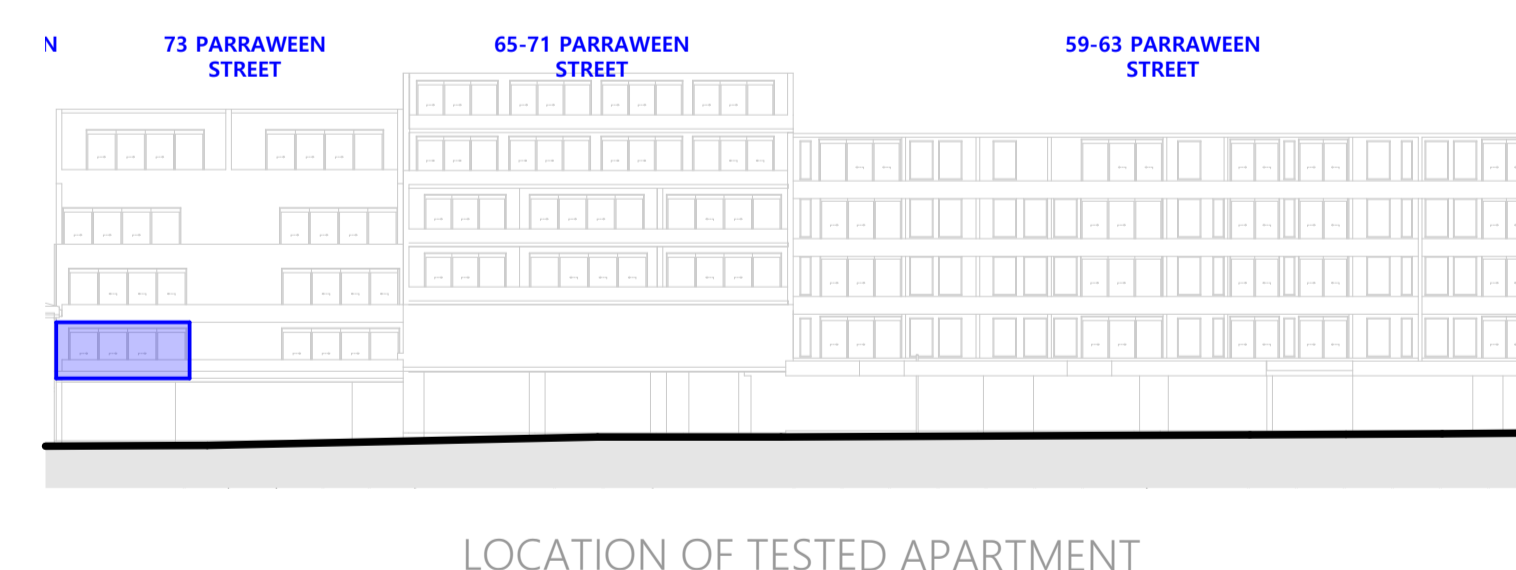 N
73 PARRAWEEN
STREET
65-71 PARRAWEEN
STREET
59-63 PARRAWEEN
STREET
LOCATION OF TESTED APARTMENT